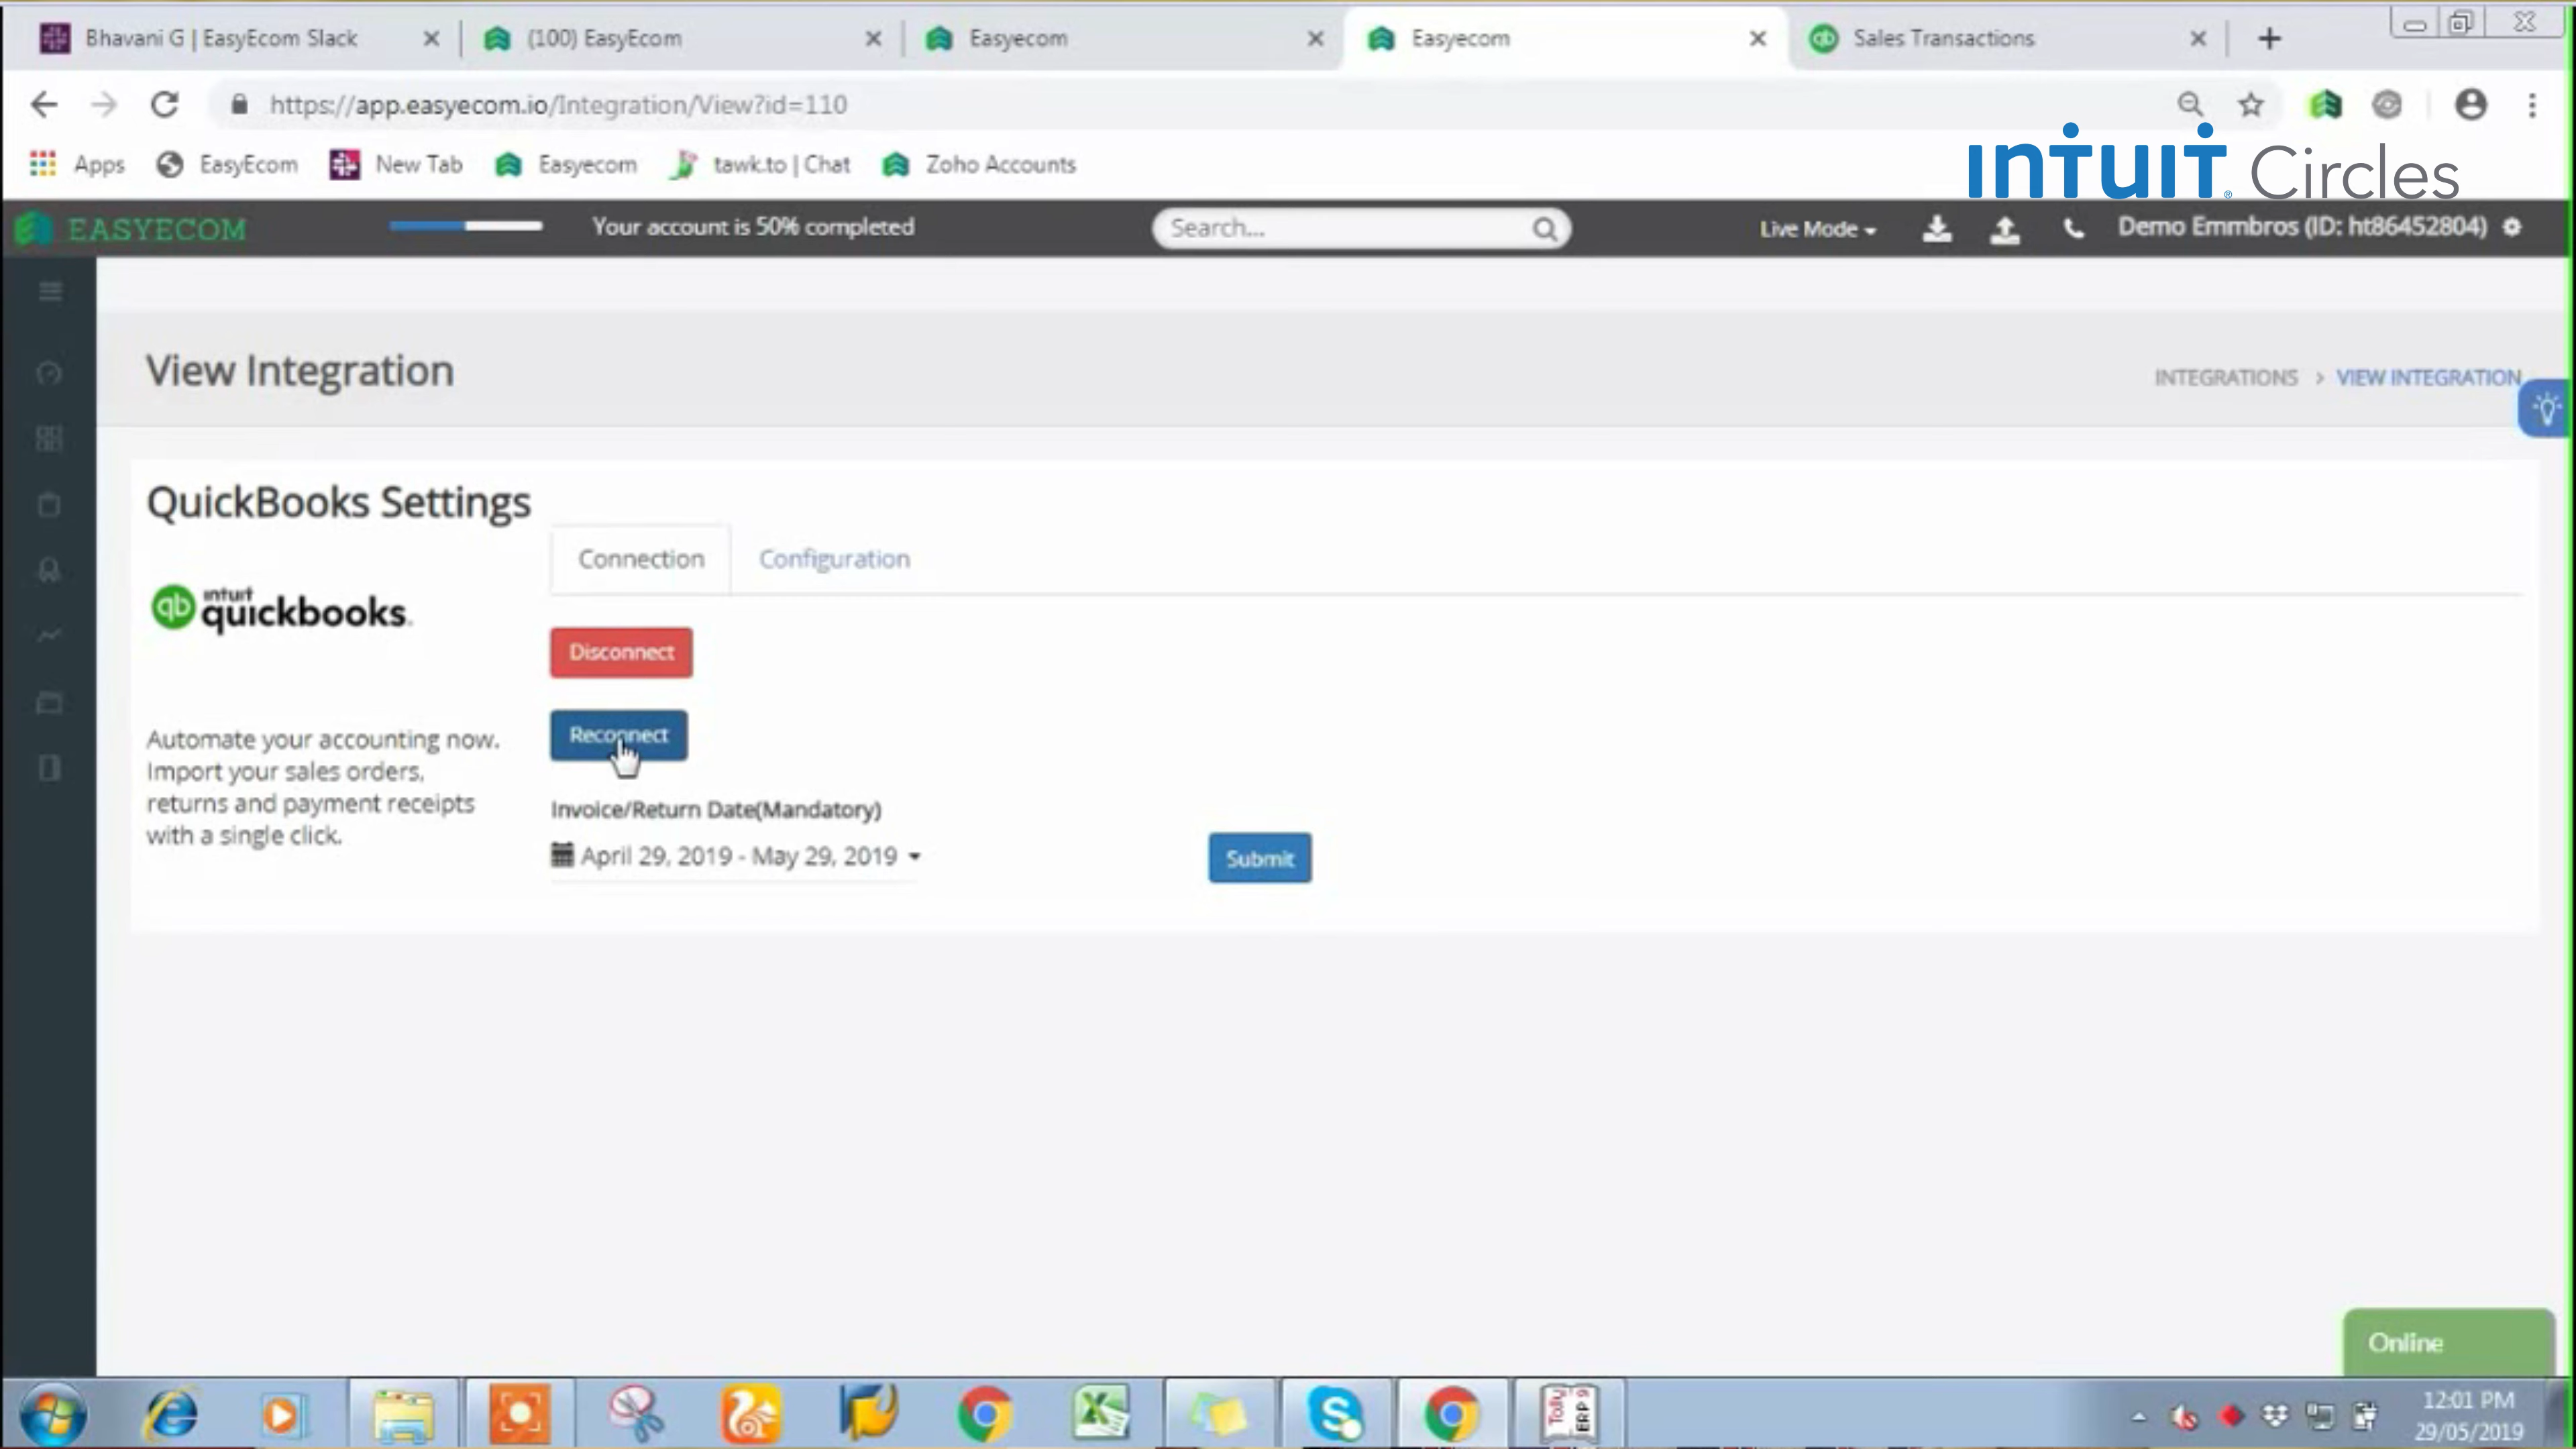 Bhavani G | EasyEcom Slack
(100) EasyEcom
Easyecom
Easyecom
Sales Transactions
https://app.easyecom.io/Integration/View?id=110
Apps
EasyEcom
New Tab
Easyecom
tawk.to | Chat
Zoho Accounts
INTUIT® Circles
EASYECOM
Your account is 50% completed
Search...
Live Mode
Demo Emmbros (ID: ht86452804)
View Integration
INTEGRATIONS > VIEW INTEGRATION
QuickBooks Settings
Connection
Configuration
qb intuit quickbooks.
Disconnect
Reconnect
Automate your accounting now.
Import your sales orders,
returns and payment receipts
with a single click.
Invoice/Return Date(Mandatory)
April 29, 2019 - May 29, 2019
Submit
Online
Tally ERP 9
12:01 PM
29/05/2019